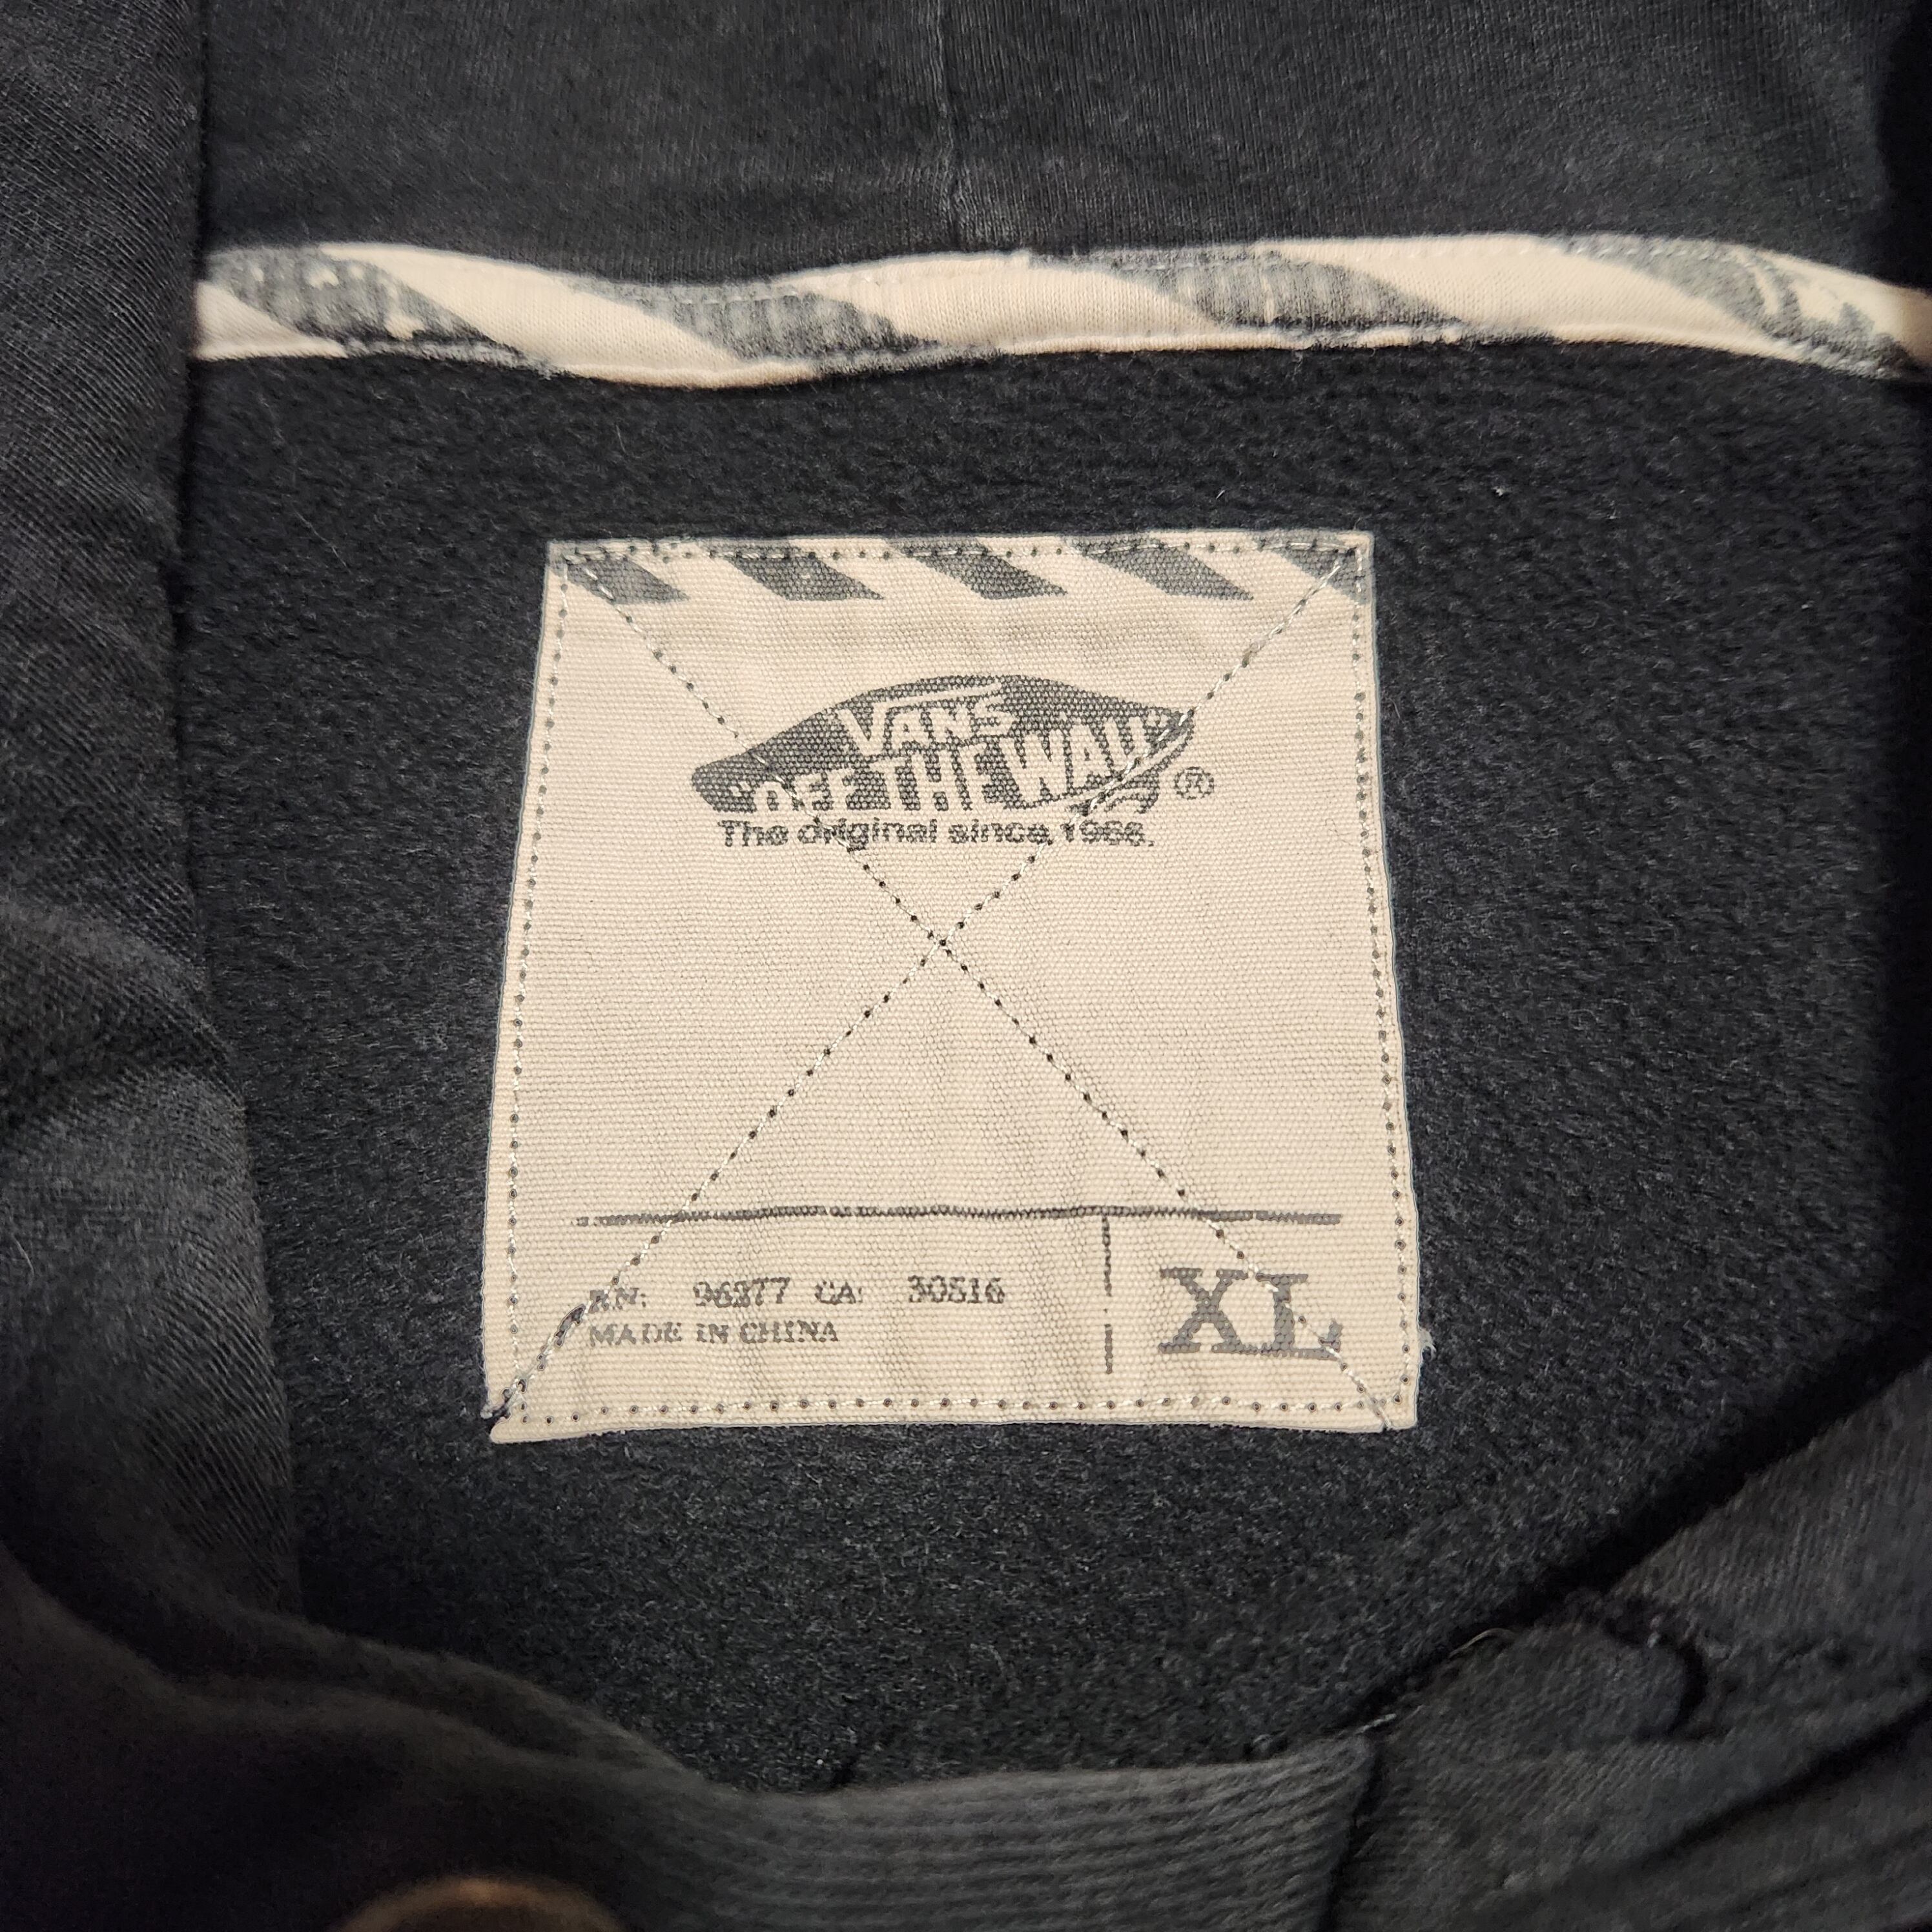 VANS
"OFF THE WALL"
®
The original since 1966.
RN: 96277 CA: 30516
MADE IN CHINA
XL